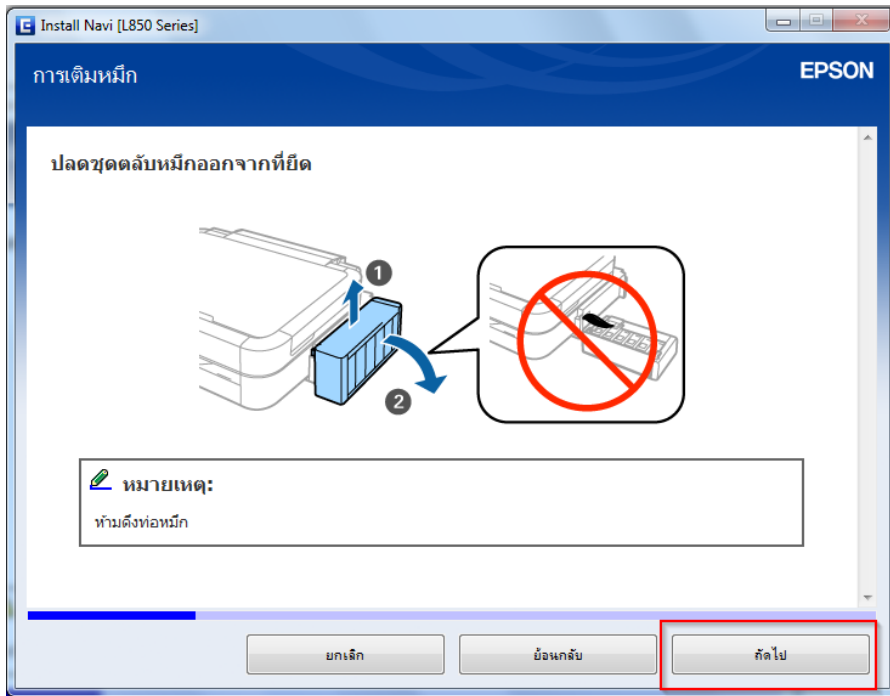 Install Navi [L850 Series]
การเติมหมึก
EPSON
ปลดชุดตลับหมึกออกจากที่ยึด
1
2
หมายเหตุ:
ห้ามดึงท่อหมึก
ยกเลิก
ย้อนกลับ
ถัดไป